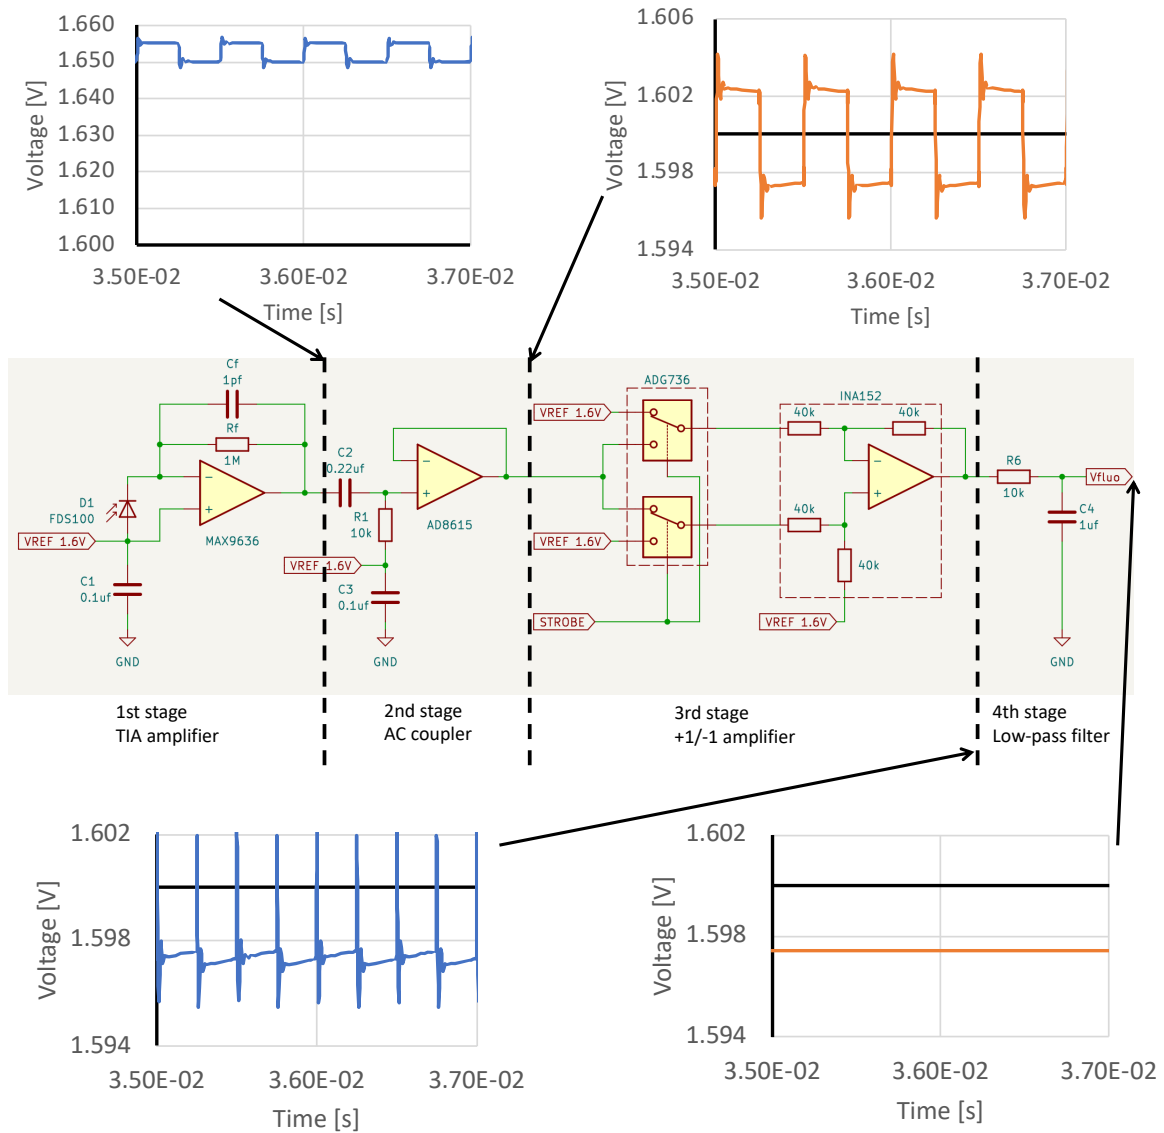 1.660
1.650
1.640
1.630
1.620
1.610
1.600
Voltage [V]
3.50E-02
3.60E-02
3.70E-02
Time [s]
1.606
1.602
1.598
1.594
Voltage [V]
3.50E-02
3.60E-02
3.70E-02
Time [s]
Cf
1pf
Rf
1M
D1
FDS100
VREF 1.6V
MAX9636
C1
0.1uf
GND
C2
0.22uf
R1
10k
AD8615
VREF 1.6V
C3
0.1uf
GND
ADG736
VREF 1.6V
VREF 1.6V
STROBE
INA152
40k
40k
40k
40k
VREF 1.6V
R6
10k
Vfluo
C4
1uf
GND
1st stage
TIA amplifier
2nd stage
AC coupler
3rd stage
+1/-1 amplifier
4th stage
Low-pass filter
1.602
1.598
1.594
Voltage [V]
3.50E-02
3.60E-02
3.70E-02
Time [s]
1.602
1.598
1.594
Voltage [V]
3.50E-02
3.60E-02
3.70E-02
Time [s]